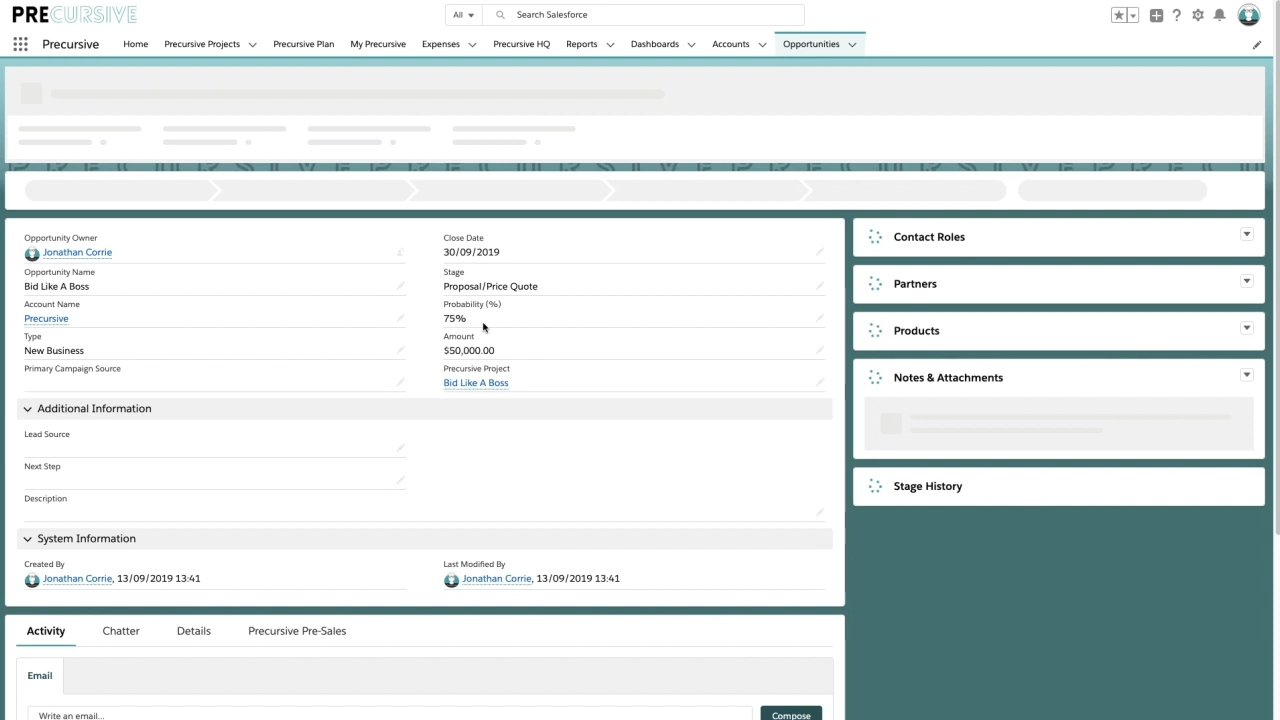 PRECURSIVE
All
Search Salesforce
Precursive
Home
Precursive Projects
Precursive Plan
My Precursive
Expenses
Precursive HQ
Reports
Dashboards
Accounts
Opportunities
Opportunity Owner
Jonathan Corrie
Opportunity Name
Bid Like A Boss
Account Name
Precursive
Type
New Business
Primary Campaign Source
Close Date
30/09/2019
Stage
Proposal/Price Quote
Probability (%)
75%
Amount
$50,000.00
Precursive Project
Bid Like A Boss
Additional Information
Lead Source
Next Step
Description
System Information
Created By
Jonathan Corrie, 13/09/2019 13:41
Last Modified By
Jonathan Corrie, 13/09/2019 13:41
Activity
Chatter
Details
Precursive Pre-Sales
Email
Write an email...
Compose
Contact Roles
Partners
Products
Notes & Attachments
Stage History